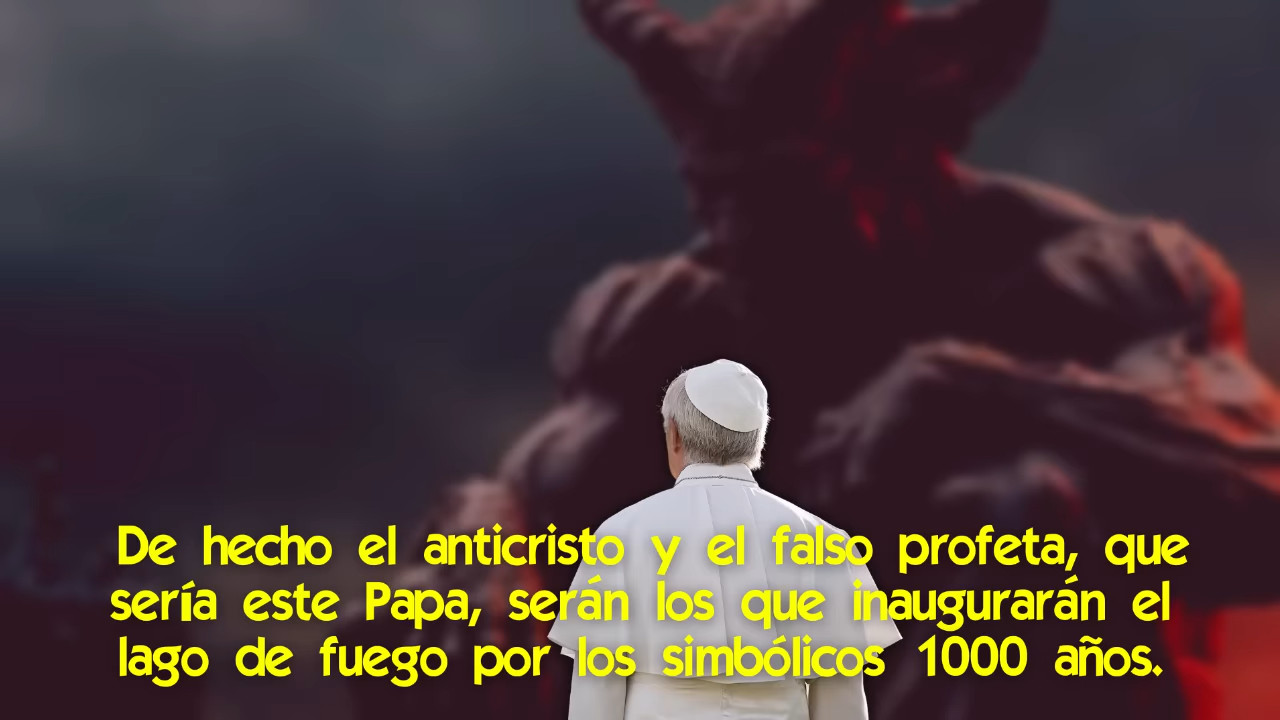 De hecho el anticristo y el falso profeta, que
sería este Papa, serán los que inaugurarán el
lago de fuego por los simbólicos 1000 años.